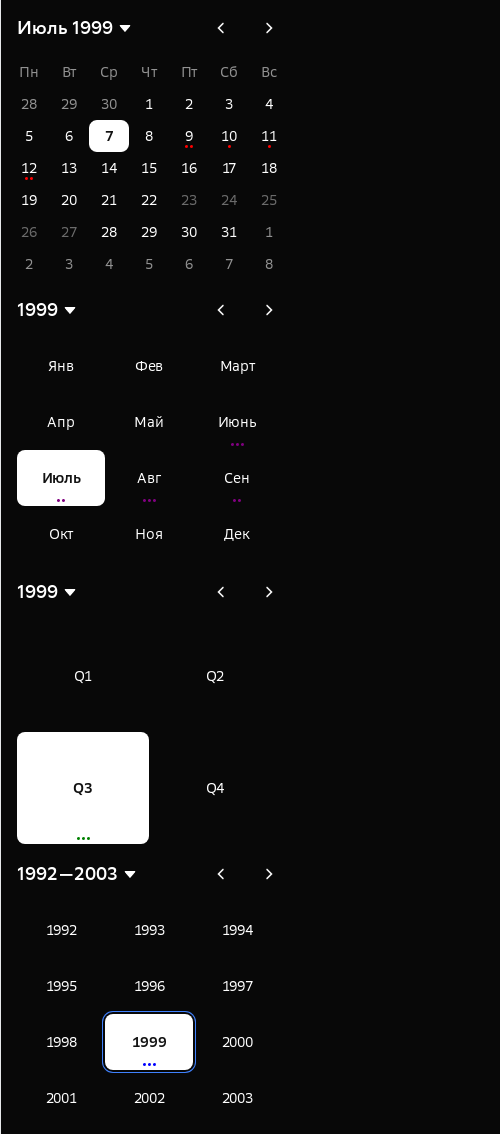 Июль 1999
Пн Вт Ср Чт Пт Сб Вс
28 29 30 1 2 3 4
5 6 7 8 9 10 11
12 13 14 15 16 17 18
19 20 21 22 23 24 25
26 27 28 29 30 31 1
2 3 4 5 6 7 8
1999
Янв Фев Март
Апр Май Июнь
Июль Авг Сен
Окт Ноя Дек
1999
Q1 Q2
Q3 Q4
1992—2003
1992 1993 1994
1995 1996 1997
1998 1999 2000
2001 2002 2003